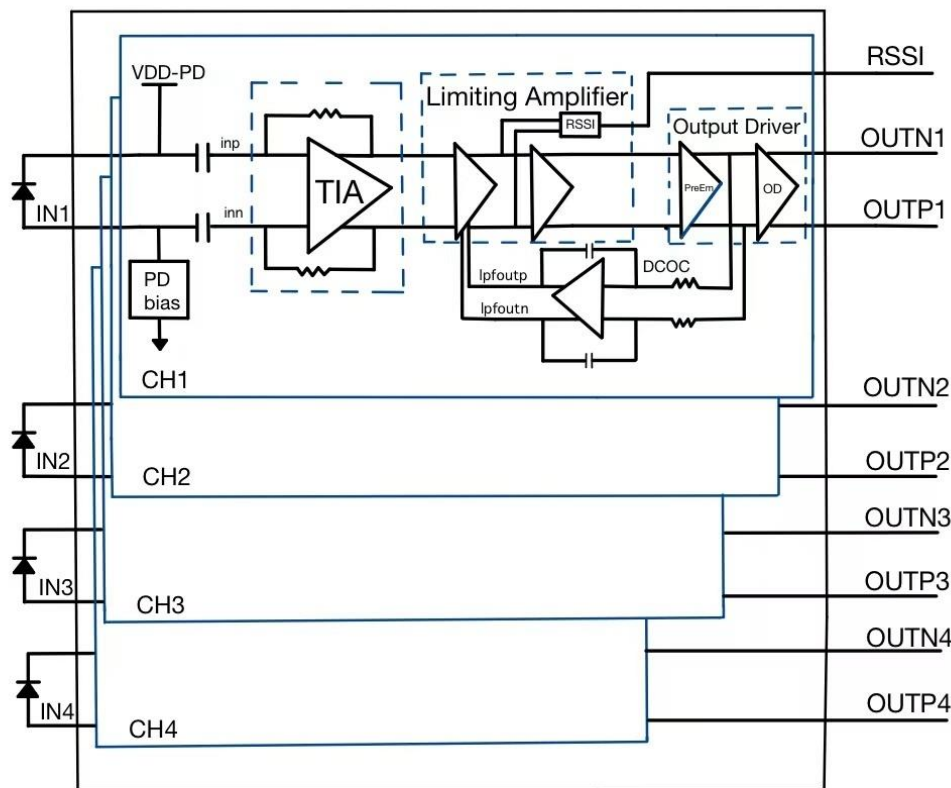 RSSI
VDD-PD
Limiting Amplifier
RSSI
Output Driver
OUTN1
inp
TIA
PreEm
OD
IN1
inn
OUTP1
PD
bias
lpfoutp
DCOC
lpfoutn
CH1
OUTN2
IN2
CH2
OUTP2
OUTN3
IN3
CH3
OUTP3
OUTN4
IN4
CH4
OUTP4